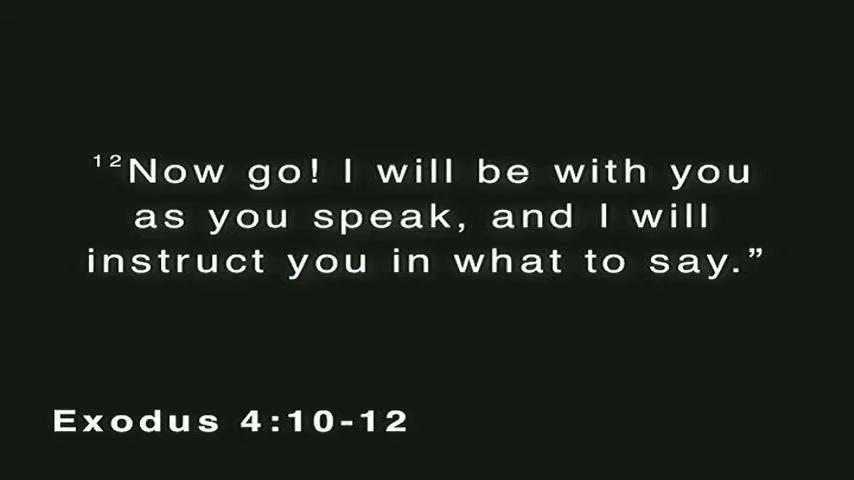 ¹²Now go! I will be with you
as you speak, and I will
instruct you in what to say.”
Exodus 4:10-12